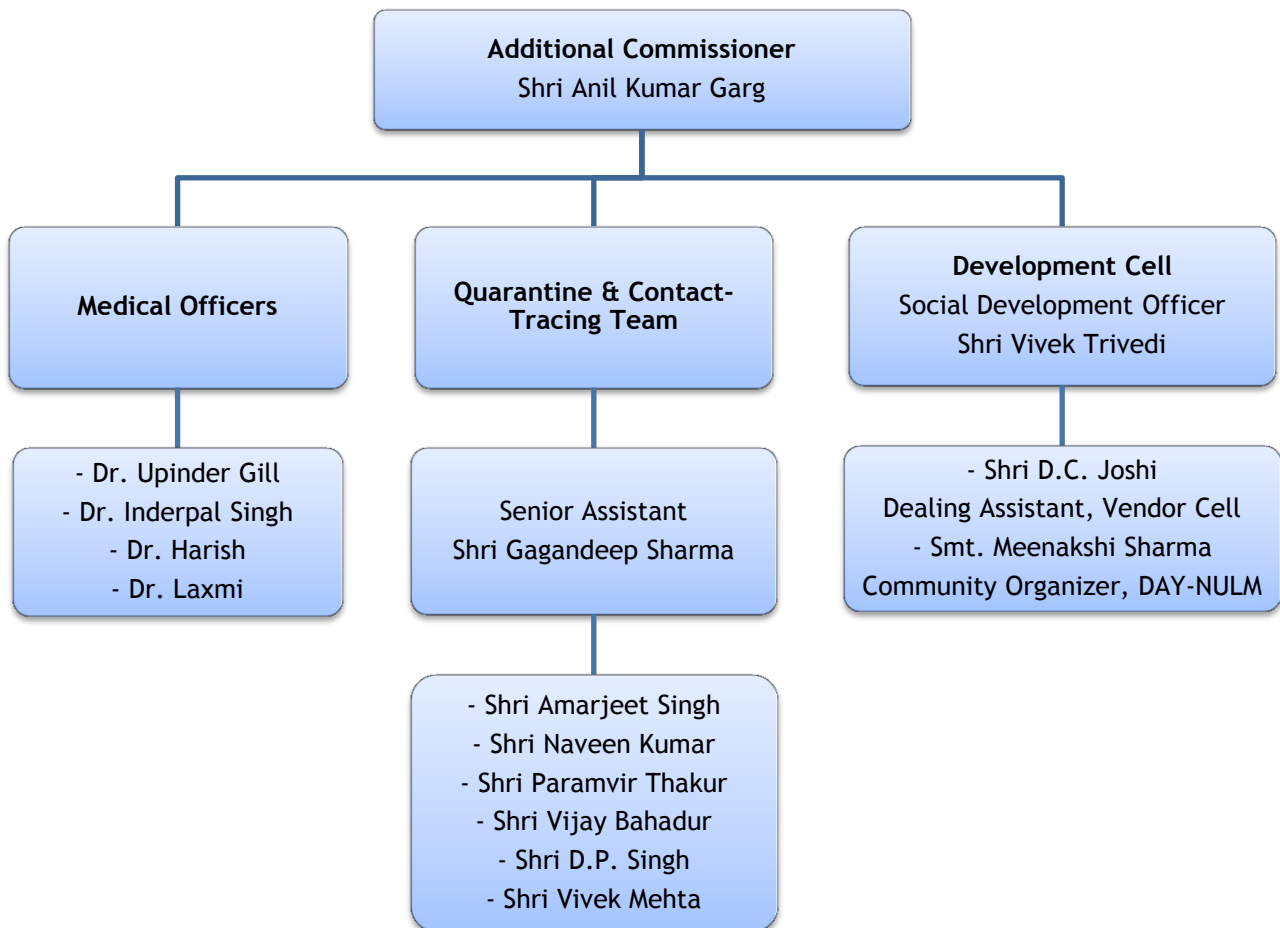 Additional Commissioner
Shri Anil Kumar Garg
Medical Officers
Quarantine & Contact-
Tracing Team
Development Cell
Social Development Officer
Shri Vivek Trivedi
- Dr. Upinder Gill
- Dr. Inderpal Singh
- Dr. Harish
- Dr. Laxmi
Senior Assistant
Shri Gagandeep Sharma
- Shri D.C. Joshi
Dealing Assistant, Vendor Cell
- Smt. Meenakshi Sharma
Community Organizer, DAY-NULM
- Shri Amarjeet Singh
- Shri Naveen Kumar
- Shri Paramvir Thakur
- Shri Vijay Bahadur
- Shri D.P. Singh
- Shri Vivek Mehta